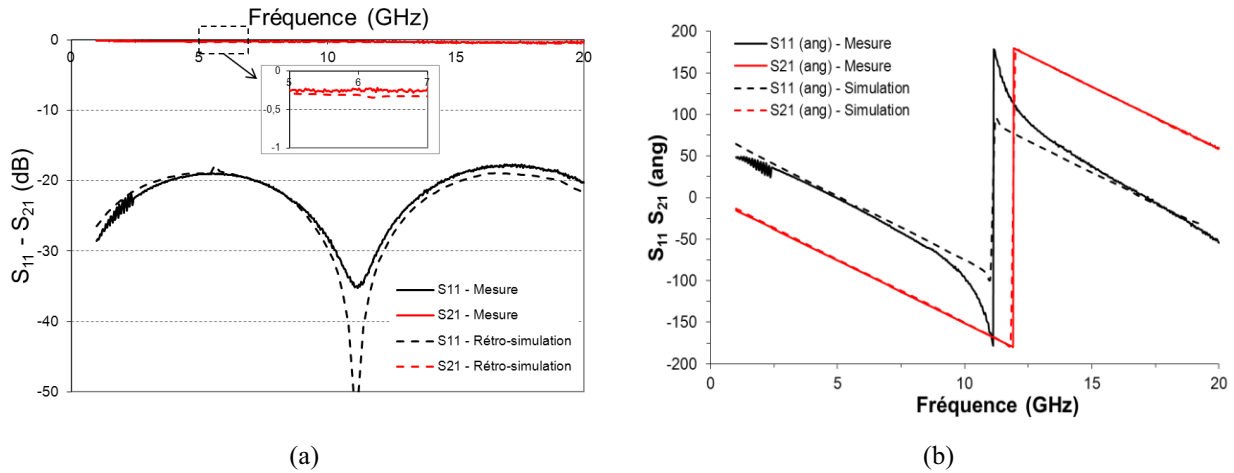 Fréquence (GHz)
0
0
5
10
15
20
-10
-20
-30
-40
-50
S11 - S21 (dB)
0
5
6
7
-0,5
-1
S11 - Mesure
S21 - Mesure
S11 - Rétro-simulation
S21 - Rétro-simulation
(a)
200
150
100
50
0
-50
-100
-150
-200
S11 S21 (ang)
S11 (ang) - Mesure
S21 (ang) - Mesure
S11 (ang) - Simulation
S21 (ang) - Simulation
0
5
10
15
20
Fréquence (GHz)
(b)